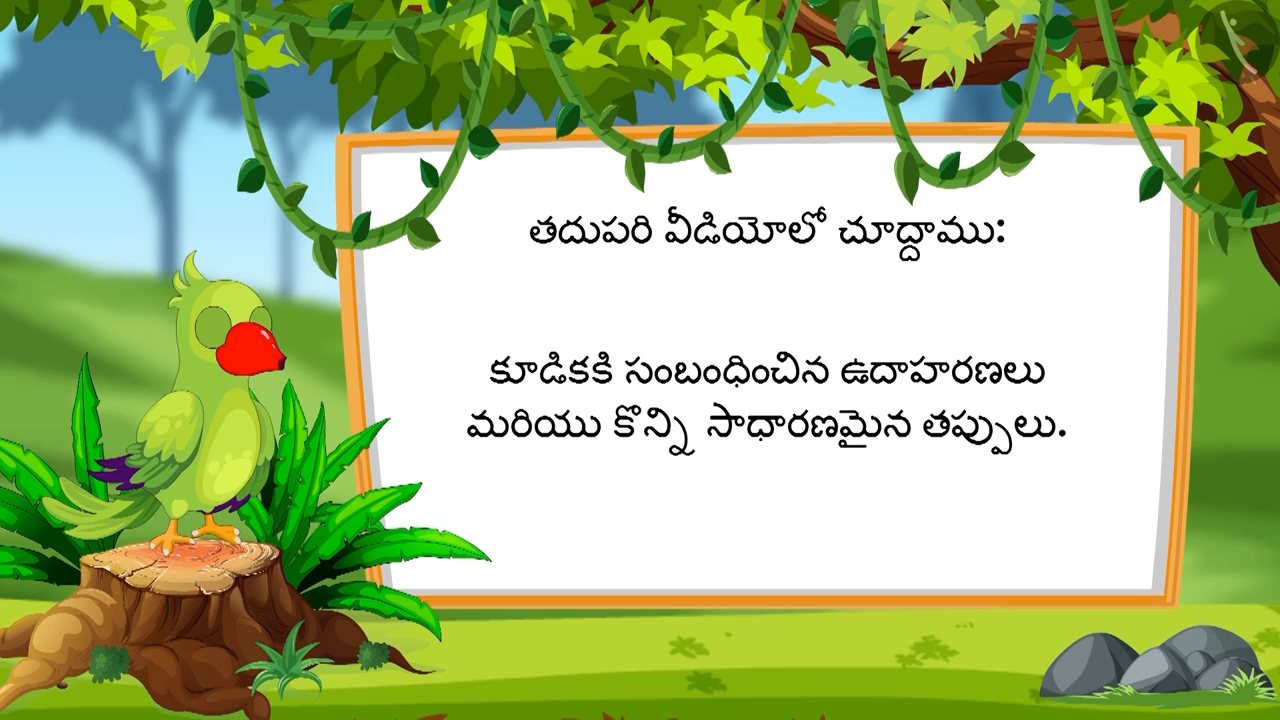 తదుపరి వీడియోలో చూద్దాము:
కూడికకి సంబంధించిన ఉదాహరణలు
మరియు కొన్ని సాధారణమైన తప్పులు.